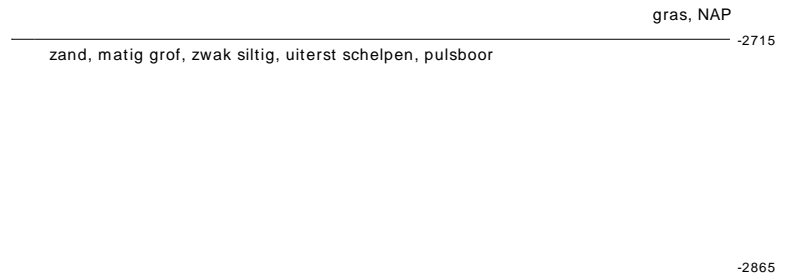 gras, NAP
-2715
zand, matig grof, zwak siltig, uiterst schelpen, pulsboor
-2865